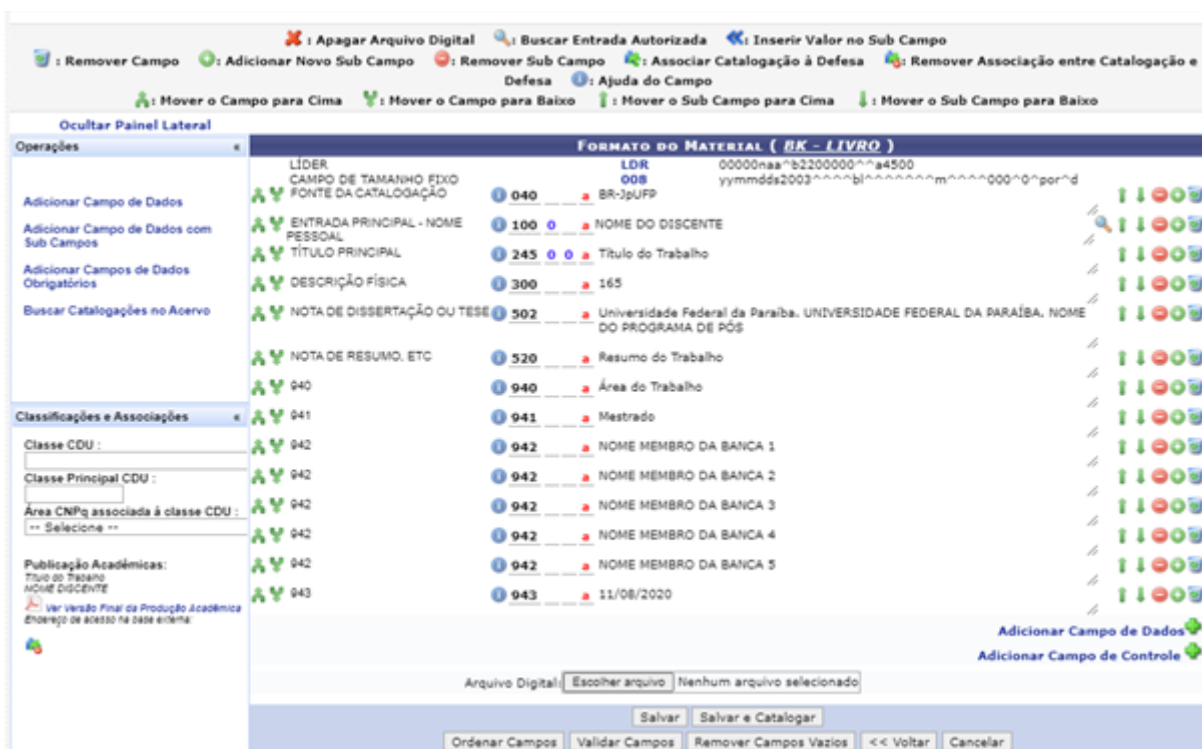 : Apagar Arquivo Digital : Buscar Entrada Autorizada : Inserir Valor no Sub Campo
: Remover Campo : Adicionar Novo Sub Campo : Remover Sub Campo : Associar Catalogação à Defesa : Remover Associação entre Catalogação e
Defesa : Ajuda do Campo
: Mover o Campo para Cima : Mover o Campo para Baixo : Mover o Sub Campo para Cima : Mover o Sub Campo para Baixo
Ocultar Painel Lateral
Operações «
Adicionar Campo de Dados
Adicionar Campo de Dados com
Sub Campos
Adicionar Campos de Dados
Obrigatórios
Buscar Catalogações no Acervo
Classificações e Associações «
Classe CDU :
Classe Principal CDU :
Área CNPq associada à classe CDU :
-- Selecione --
Publicação Acadêmicas:
Título do Trabalho
NOME DISCENTE
Ver Versão Final da Produção Acadêmica
Endereço de acesso na base externa:
FORMATO DO MATERIAL ( BK - LIVRO )
LÍDER LDR 00000naa^b2200000^^a4500
CAMPO DE TAMANHO FIXO 008 yymmdds2003^^^^bl^^^^^^^m^^^^000^0^por^d
FONTE DA CATALOGAÇÃO 040 a BR-JpUFP
ENTRADA PRINCIPAL - NOME 100 0 a NOME DO DISCENTE
PESSOAL
TÍTULO PRINCIPAL 245 0 0 a Título do Trabalho
DESCRIÇÃO FÍSICA 300 a 165
NOTA DE DISSERTAÇÃO OU TESE 502 a Universidade Federal da Paraíba. UNIVERSIDADE FEDERAL DA PARAÍBA. NOME
DO PROGRAMA DE PÓS
NOTA DE RESUMO, ETC 520 a Resumo do Trabalho
940 940 a Área do Trabalho
941 941 a Mestrado
942 942 a NOME MEMBRO DA BANCA 1
942 942 a NOME MEMBRO DA BANCA 2
942 942 a NOME MEMBRO DA BANCA 3
942 942 a NOME MEMBRO DA BANCA 4
942 942 a NOME MEMBRO DA BANCA 5
943 943 a 11/08/2020
Adicionar Campo de Dados
Adicionar Campo de Controle
Arquivo Digital: Escolher arquivo Nenhum arquivo selecionado
Salvar Salvar e Catalogar
Ordenar Campos Validar Campos Remover Campos Vazios << Voltar Cancelar